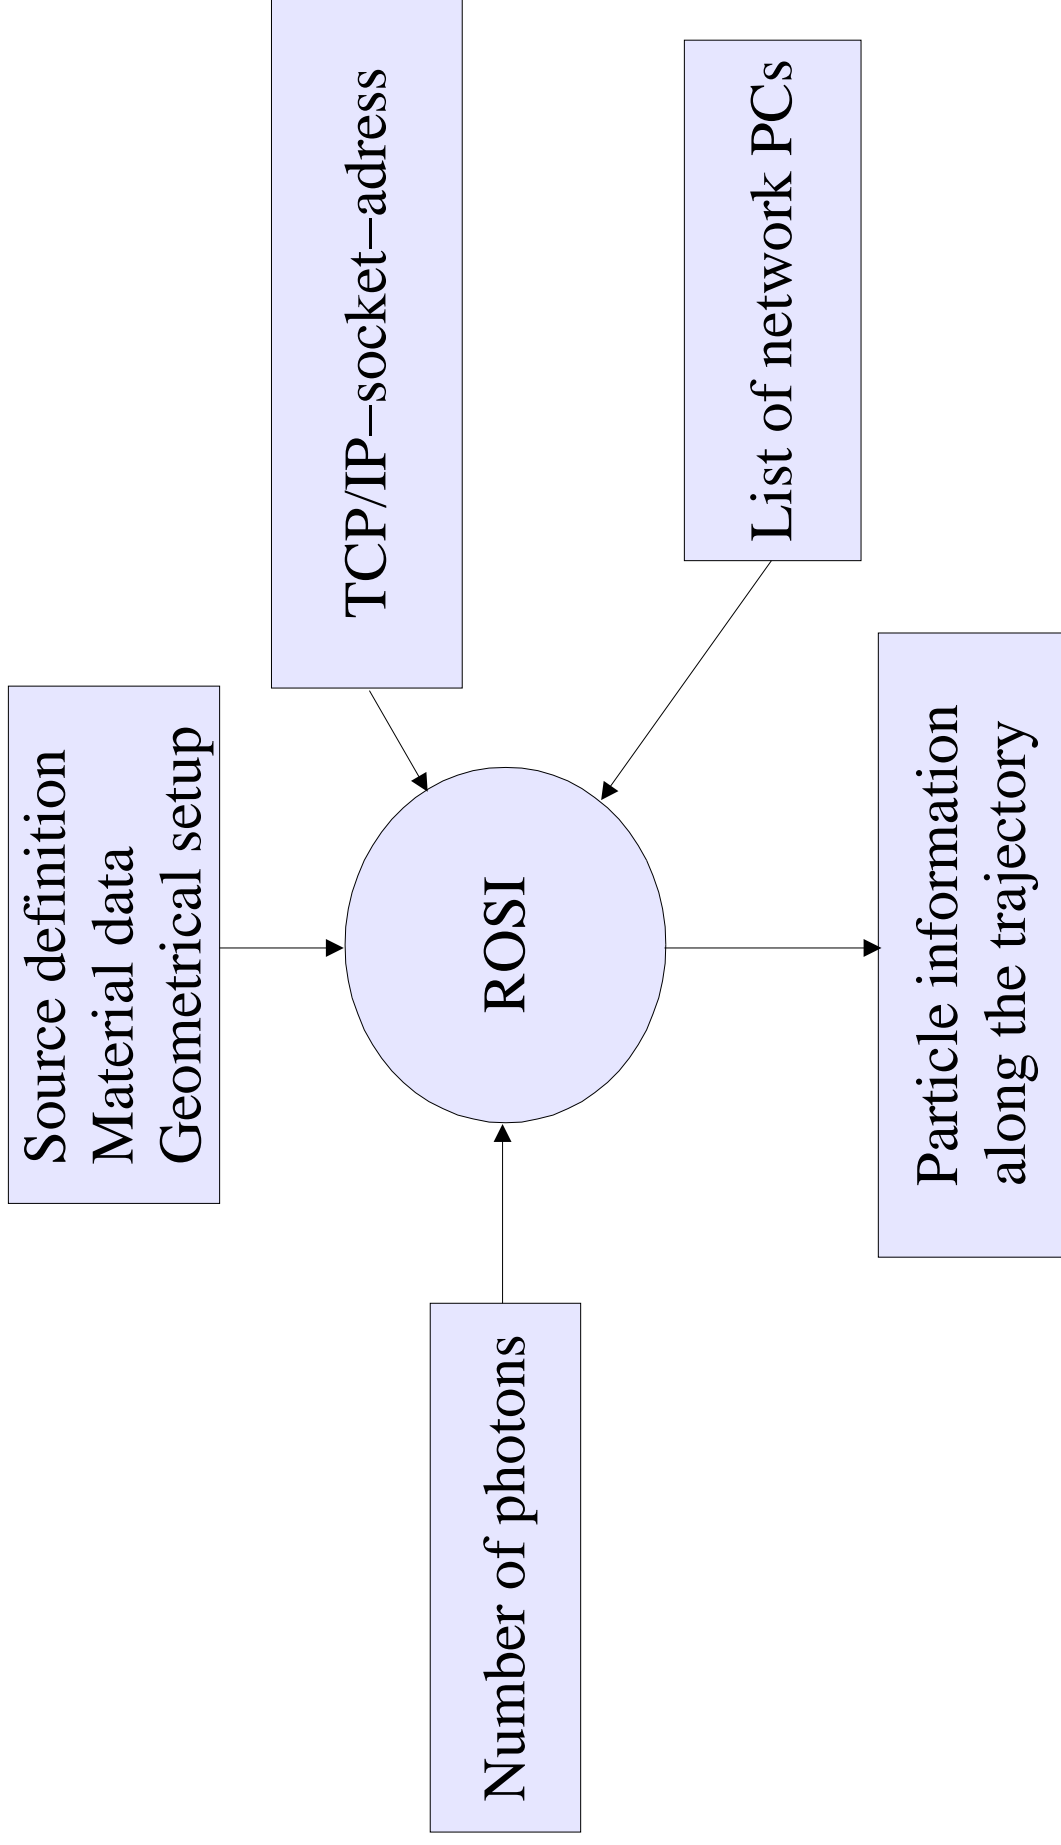 Source definition
Material data
Geometrical setup
TCP/IP–socket–adress
Number of photons
ROSI
List of network PCs
Particle information
along the trajectory